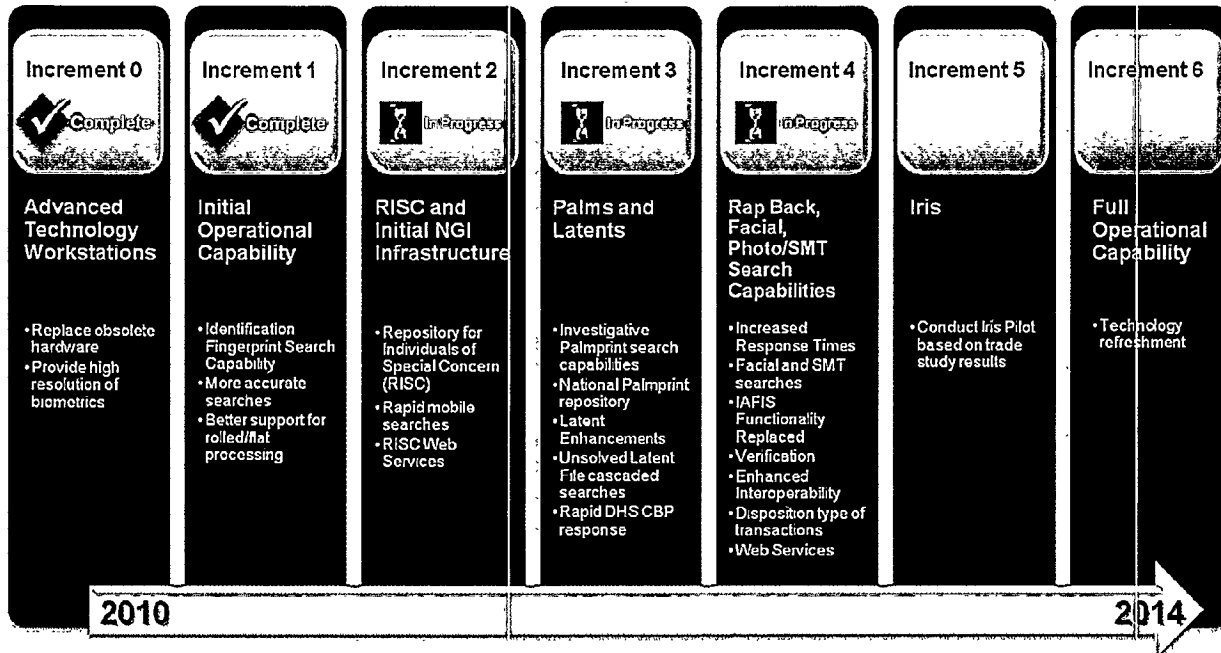 Increment 0
Complete
Advanced
Technology
Workstations
• Replace obsolete
hardware
• Provide high
resolution of
biometrics
Increment 1
Complete
Initial
Operational
Capability
• Identification
Fingerprint Search
Capability
• More accurate
searches
• Better support for
rolled/flat
processing
Increment 2
In Progress
RISC and
Initial NGI
Infrastructure
• Repository for
Individuals of
Special Concern
(RISC)
• Rapid mobile
searches
• RISC Web
Services
Increment 3
In Progress
Palms and
Latents
• Investigative
Palmprint search
capabilities
• National Palmprint
repository
• Latent
Enhancements
• Unsolved Latent
File cascaded
searches
• Rapid DHS CBP
response
Increment 4
In Progress
Rap Back,
Facial,
Photo/SMT
Search
Capabilities
• Increased
Response Times
• Facial and SMT
searches
• IAFIS
Functionality
Replaced
• Verification
• Enhanced
Interoperability
• Disposition type of
transactions
• Web Services
Increment 5
Iris
• Conduct Iris Pilot
based on trade
study results
Increment 6
Full
Operational
Capability
• Technology
refreshment
2010
2014